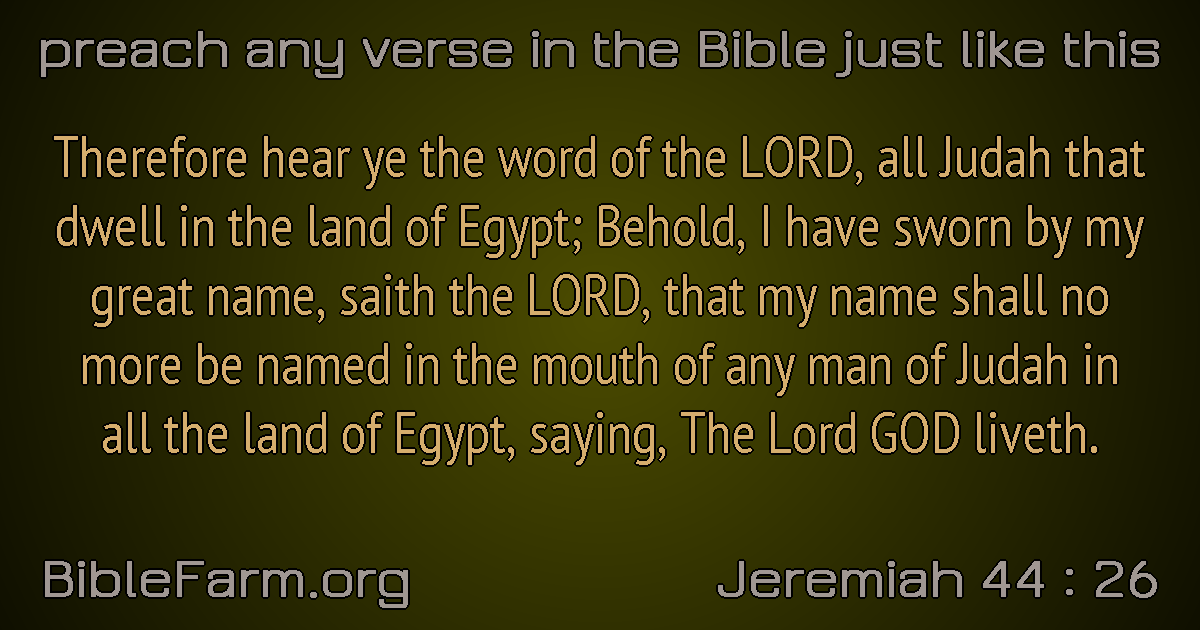 preach any verse in the Bible just like this
Therefore hear ye the word of the LORD, all Judah that
dwell in the land of Egypt; Behold, I have sworn by my
great name, saith the LORD, that my name shall no
more be named in the mouth of any man of Judah in
all the land of Egypt, saying, The Lord GOD liveth.
BibleFarm.org
Jeremiah 44 : 26